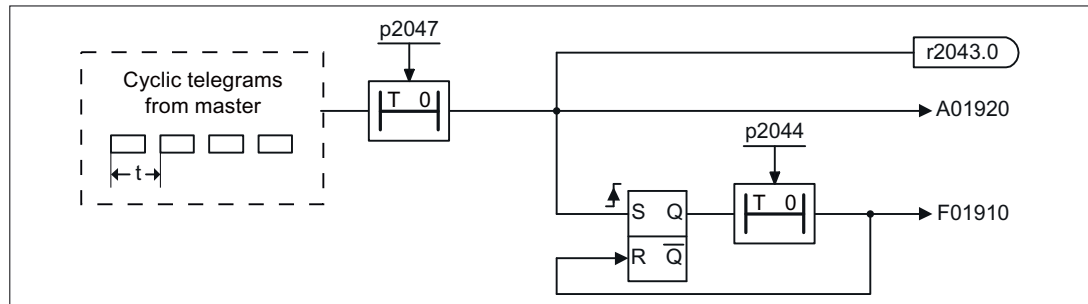 p2047
r2043.0
Cyclic telegrams
from master
T 0
A01920
p2044
t
T 0
S Q
F01910
R Q̅